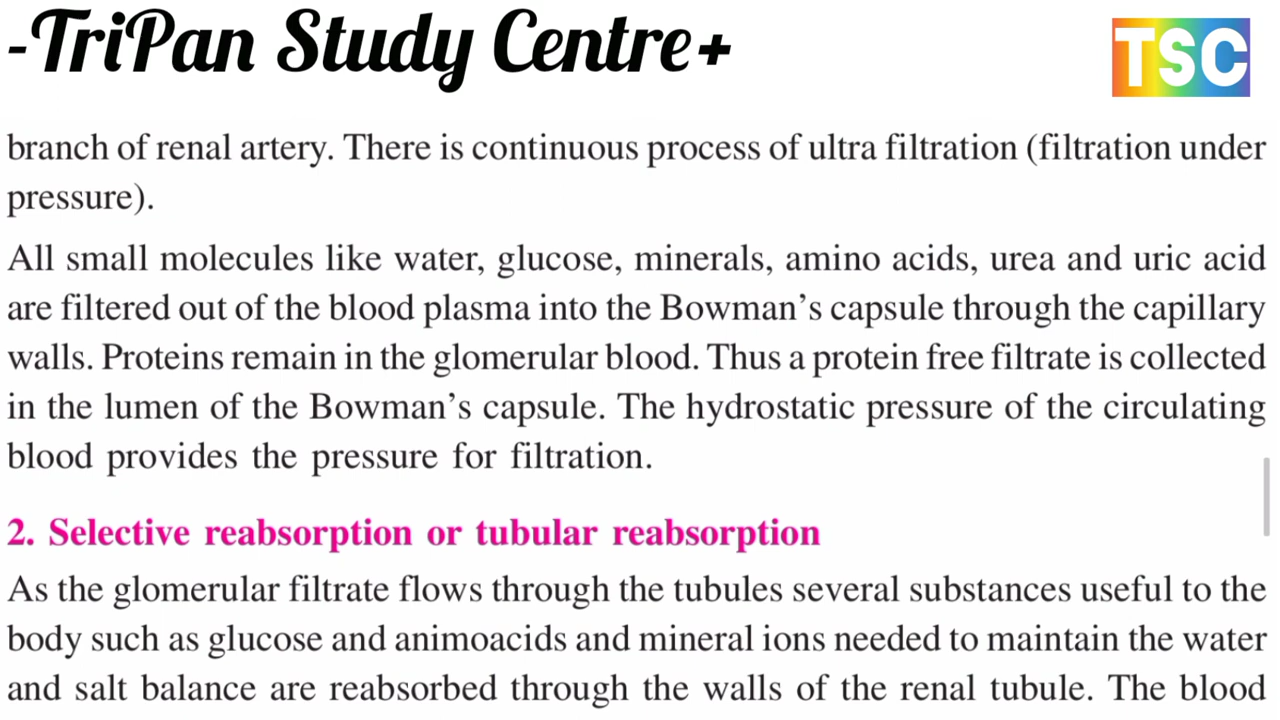 -TriPan Study Centre+
TSC
branch of renal artery. There is continuous process of ultra filtration (filtration under
pressure).
All small molecules like water, glucose, minerals, amino acids, urea and uric acid
are filtered out of the blood plasma into the Bowman’s capsule through the capillary
walls. Proteins remain in the glomerular blood. Thus a protein free filtrate is collected
in the lumen of the Bowman’s capsule. The hydrostatic pressure of the circulating
blood provides the pressure for filtration.
2. Selective reabsorption or tubular reabsorption
As the glomerular filtrate flows through the tubules several substances useful to the
body such as glucose and animoacids and mineral ions needed to maintain the water
and salt balance are reabsorbed through the walls of the renal tubule. The blood